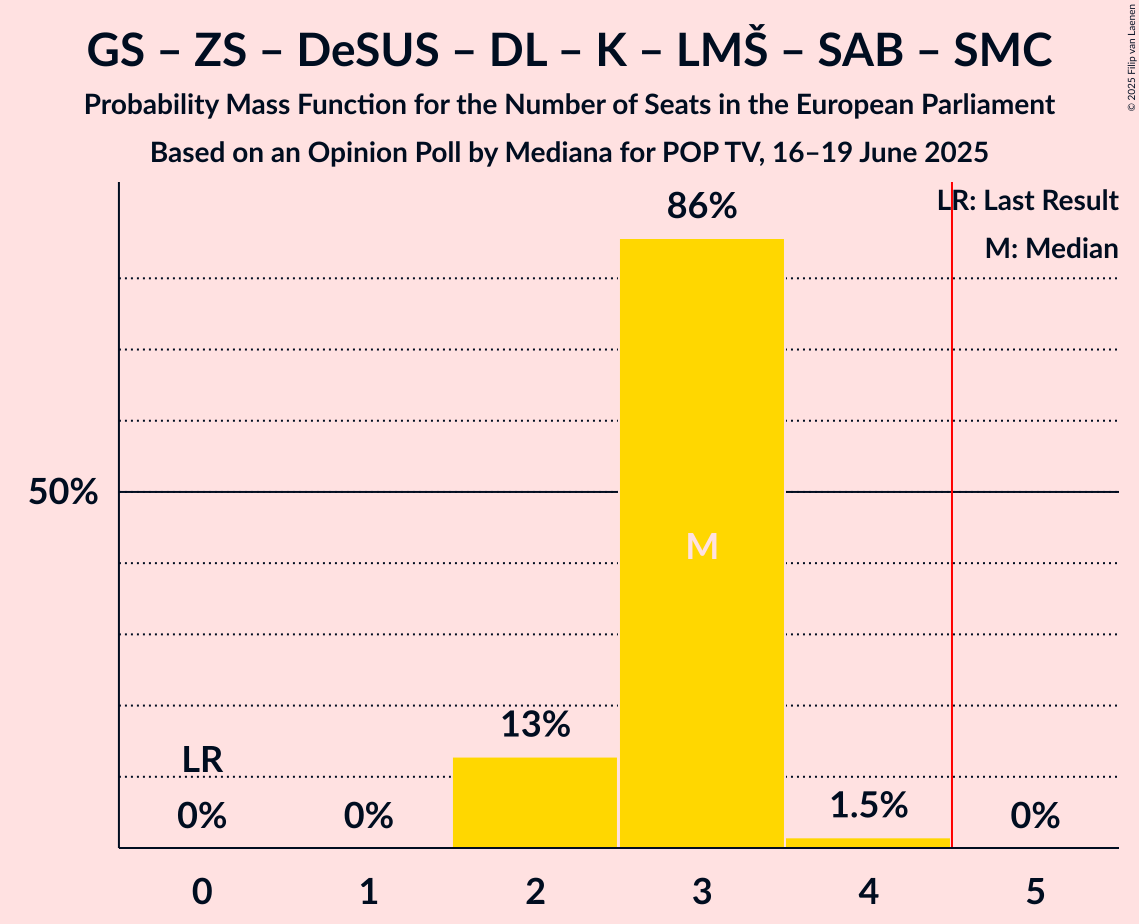 GS – ZS – DeSUS – DL – K – LMŠ – SAB – SMC
Probability Mass Function for the Number of Seats in the European Parliament
Based on an Opinion Poll by Mediana for POP TV, 16–19 June 2025
© 2025 Filip van Laenen
LR: Last Result
M: Median
86%
50%
M
13%
LR
0%
0%
1.5%
0%
0
1
2
3
4
5